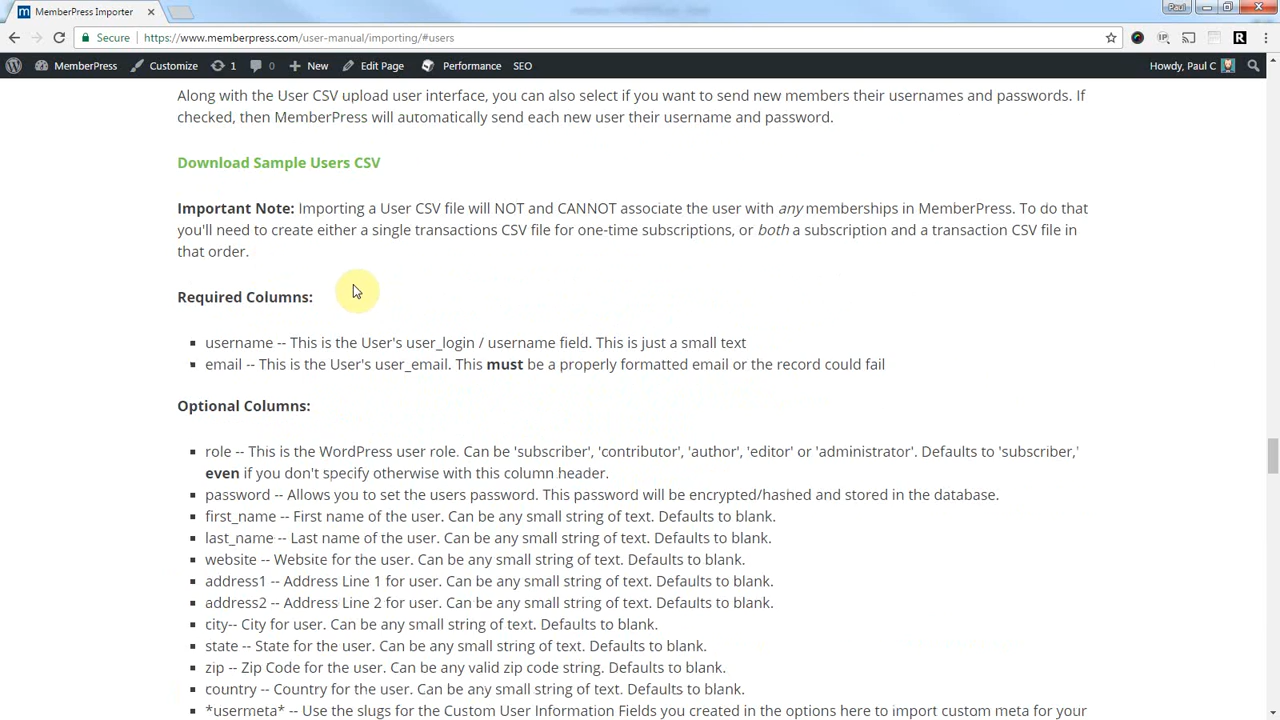 MemberPress Importer
Paul
Secure
https://www.memberpress.com/user-manual/importing/#users
MemberPress
Customize
1
0
New
Edit Page
Performance
SEO
Howdy, Paul C
Along with the User CSV upload user interface, you can also select if you want to send new members their usernames and passwords. If
checked, then MemberPress will automatically send each new user their username and password.
Download Sample Users CSV
Important Note: Importing a User CSV file will NOT and CANNOT associate the user with any memberships in MemberPress. To do that
you'll need to create either a single transactions CSV file for one-time subscriptions, or both a subscription and a transaction CSV file in
that order.
Required Columns:
username -- This is the User's user_login / username field. This is just a small text
email -- This is the User's user_email. This must be a properly formatted email or the record could fail
Optional Columns:
role -- This is the WordPress user role. Can be 'subscriber', 'contributor', 'author', 'editor' or 'administrator'. Defaults to 'subscriber,'
even if you don't specify otherwise with this column header.
password -- Allows you to set the users password. This password will be encrypted/hashed and stored in the database.
first_name -- First name of the user. Can be any small string of text. Defaults to blank.
last_name -- Last name of the user. Can be any small string of text. Defaults to blank.
website -- Website for the user. Can be any small string of text. Defaults to blank.
address1 -- Address Line 1 for user. Can be any small string of text. Defaults to blank.
address2 -- Address Line 2 for user. Can be any small string of text. Defaults to blank.
city-- City for user. Can be any small string of text. Defaults to blank.
state -- State for the user. Can be any small string of text. Defaults to blank.
zip -- Zip Code for the user. Can be any valid zip code string. Defaults to blank.
country -- Country for the user. Can be any small string of text. Defaults to blank.
*usermeta* -- Use the slugs for the Custom User Information Fields you created in the options here to import custom meta for your